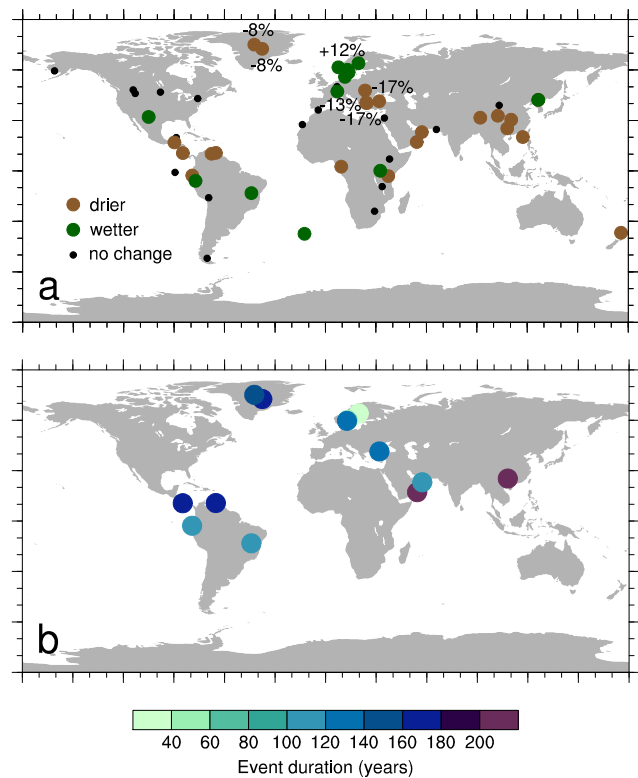 -8%
-8%
+12%
-17%
-13%
-17%
drier
wetter
no change
a
b
40 60 80 100 120 140 160 180 200
Event duration (years)